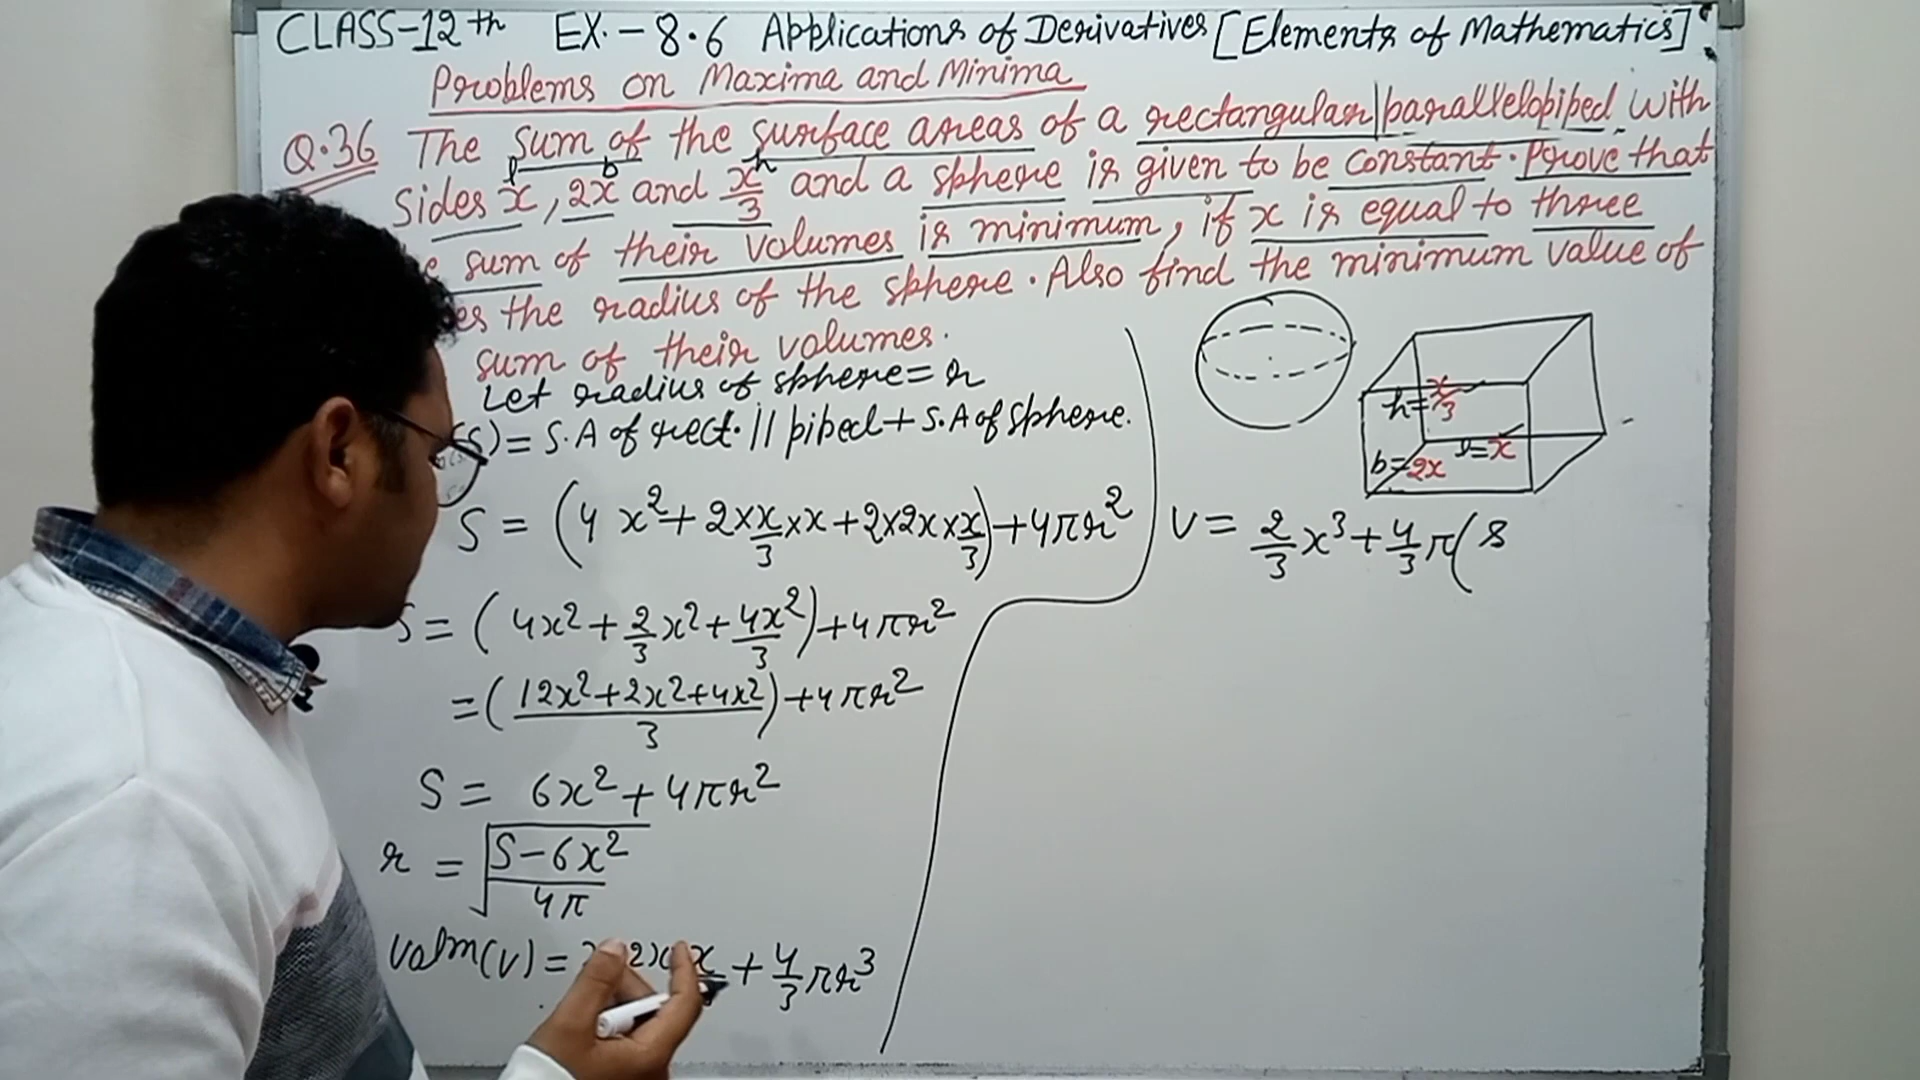 CLASS-12th EX.-8.6 Applications of Derivatives [Elements of Mathematics]
Problems on Maxima and Minima
Q.36 The sum of the surface areas of a rectangular parallelopiped with
l b h
sides x, 2x and x/3 and a sphere is given to be constant. Prove that
sum of their volumes is minimum, if x is equal to three
es the radius of the sphere. Also find the minimum value of
sum of their volumes.
Let radius of sphere = r
(S) = S.A of rect. || piped + S.A of sphere.
S = (4x² + 2×x/3×x + 2×2x×x/3) + 4πr²
S = (4x² + 2/3x² + 4x²/3) + 4πr²
= (12x²+2x²+4x²/3) + 4πr²
S = 6x² + 4πr²
r = √(S-6x²/4π)
Volm(V) = 2x x + 4/3πr³
h = x/3
b = 2x l = x
V = 2/3x³ + 4/3π( S